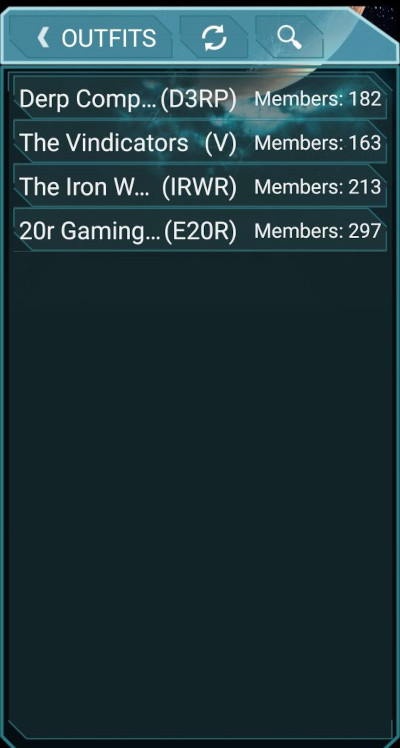 OUTFITS
Derp Comp... (D3RP) Members: 182
The Vindicators (V) Members: 163
The Iron W... (IRWR) Members: 213
20r Gaming... (E20R) Members: 297